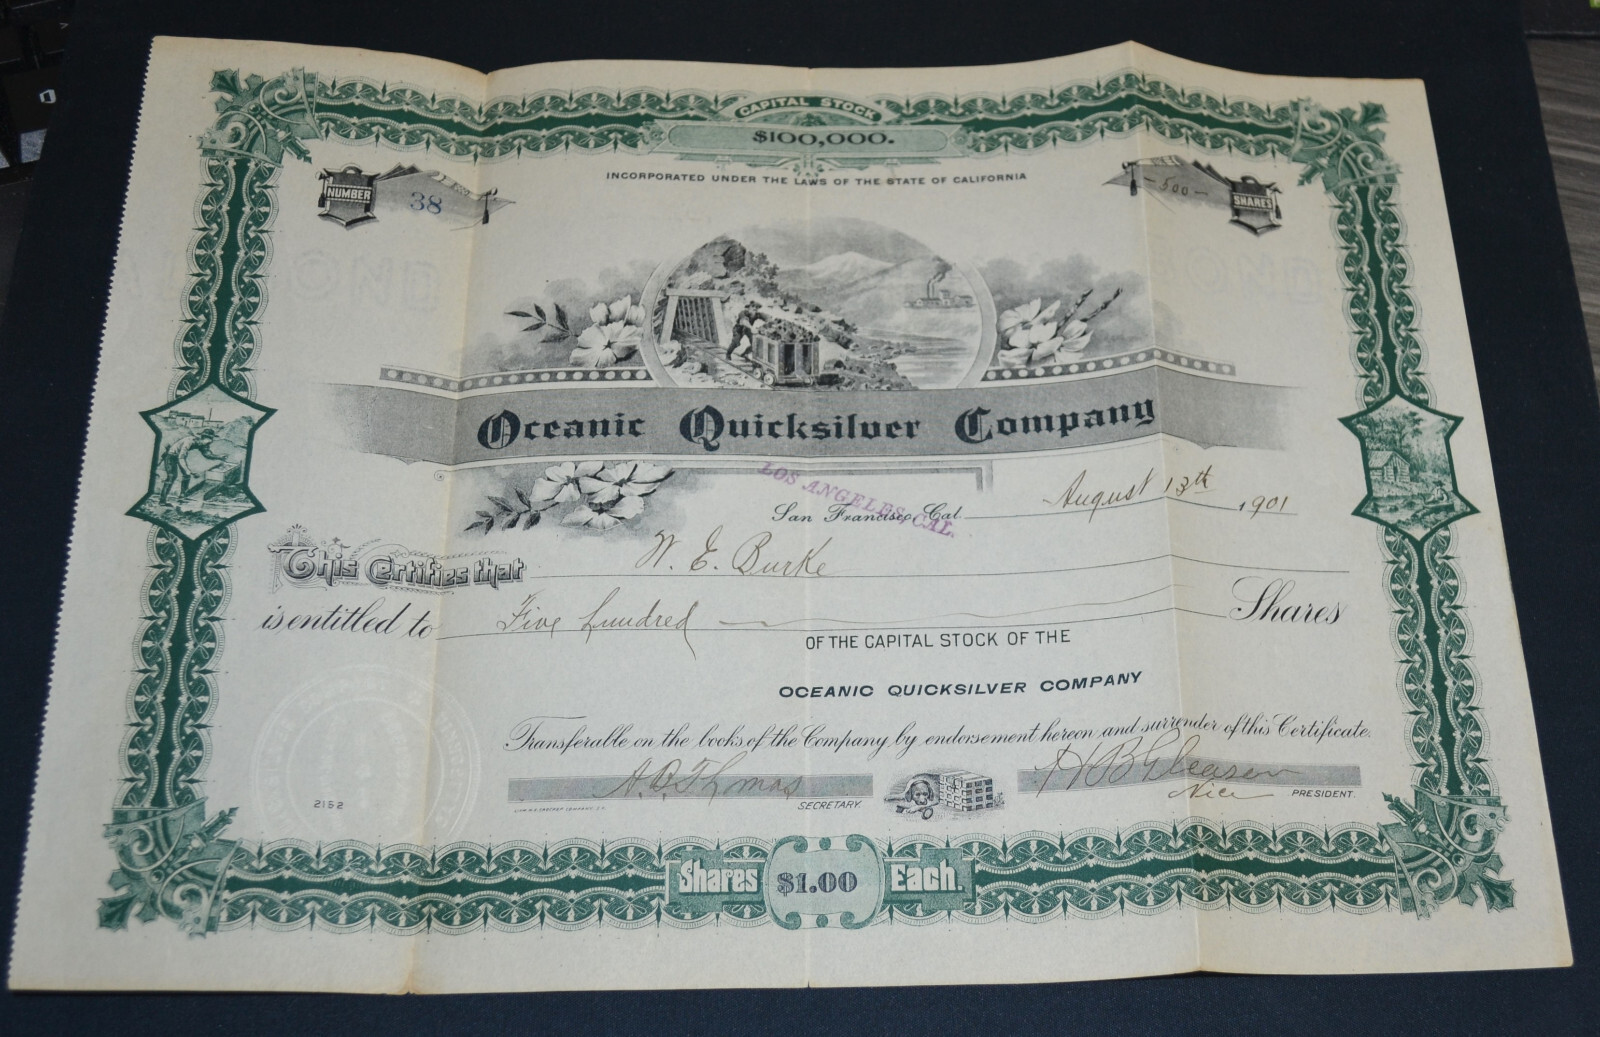 CAPITAL STOCK
$100,000.
INCORPORATED UNDER THE LAWS OF THE STATE OF CALIFORNIA
NUMBER 38
-500- SHARES
Oceanic Quicksilver Company
LOS ANGELES, CAL.
San Francisco, Cal. August 13th 1901
This Certifies that W. E. Burke
is entitled to Five hundred Shares
OF THE CAPITAL STOCK OF THE
OCEANIC QUICKSILVER COMPANY
Transferable on the books of the Company by endorsement hereon and surrender of this Certificate.
H B Gleason
SECRETARY. Vice PRESIDENT.
2152
Shares $1.00 Each.